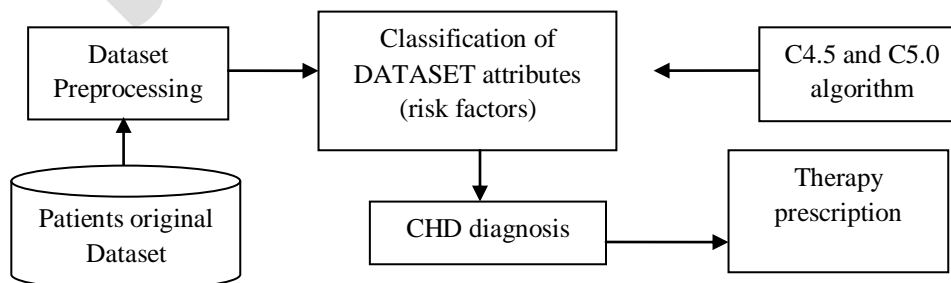 Dataset
Preprocessing
Classification of
DATASET attributes
(risk factors)
C4.5 and C5.0
algorithm
Patients original
Dataset
CHD diagnosis
Therapy
prescription